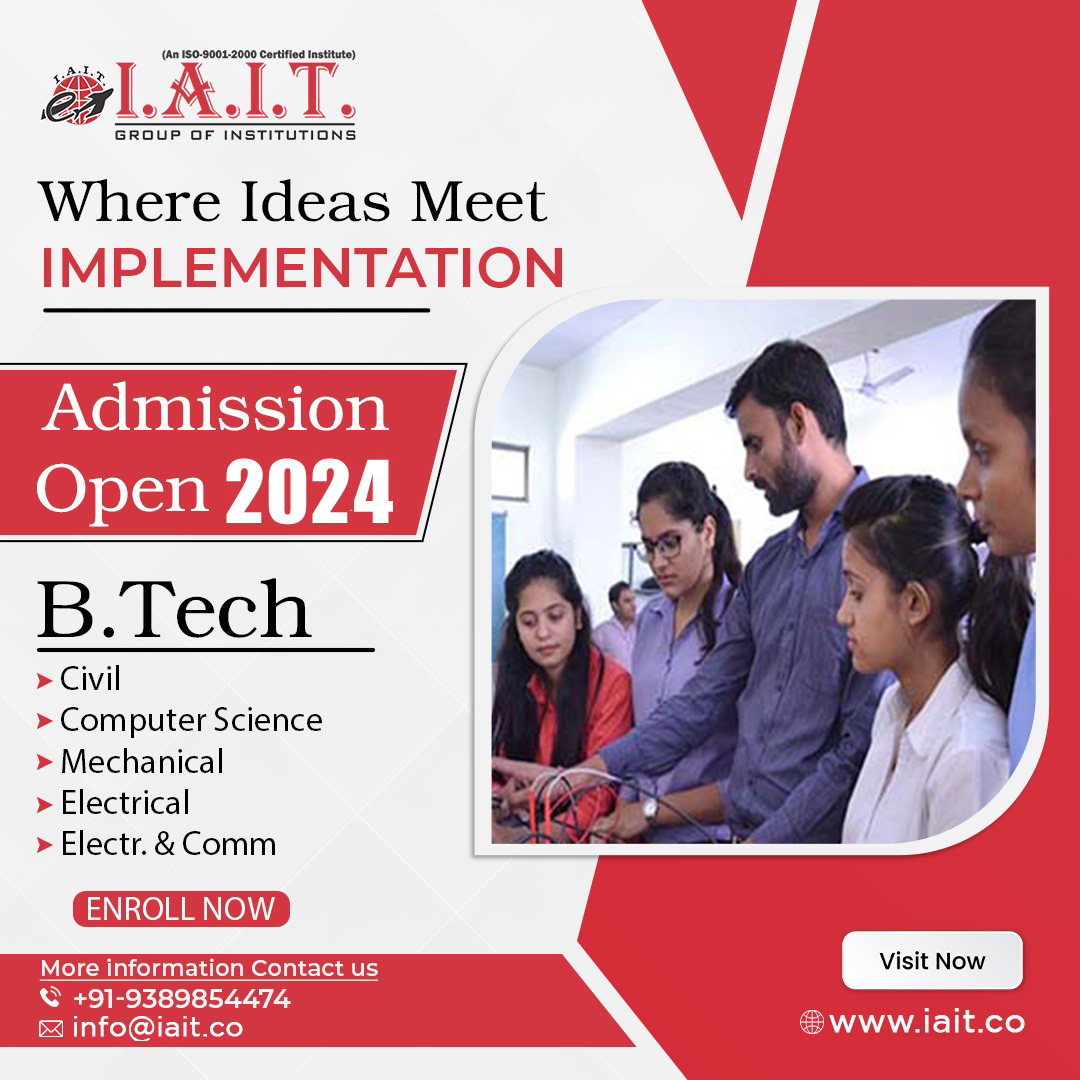 (An ISO-9001-2000 Certified Institute)
I.A.I.T.
I.A.I.T.
GROUP OF INSTITUTIONS
Where Ideas Meet
IMPLEMENTATION
Admission
Open 2024
B.Tech
Civil
Computer Science
Mechanical
Electrical
Electr. & Comm
ENROLL NOW
More information Contact us
+91-9389854474
info@iait.co
Visit Now
www.iait.co